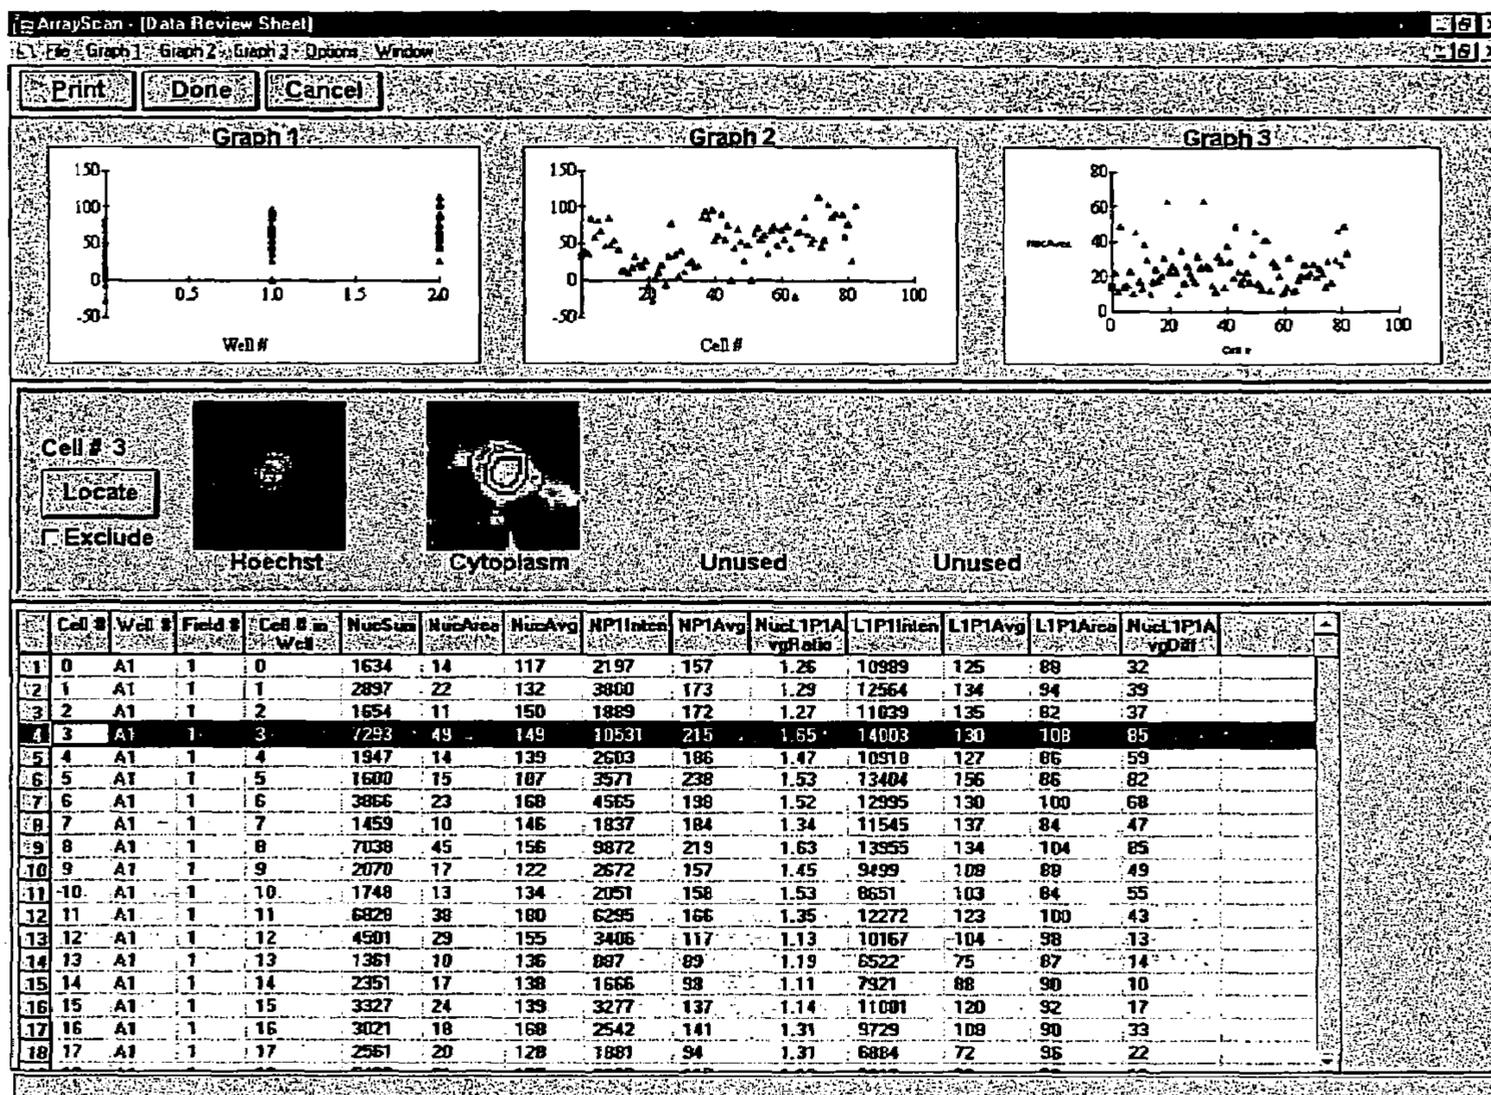 ArrayScan - [Data Review Sheet]
File Graph 1 Graph 2 Graph 3 Options Window
Print Done Cancel
Graph 1 Graph 2 Graph 3
150 100 50 0 -50
0.5 1.0 1.5 2.0
Well #
150 100 50 0 -50
20 40 60 80 100
Cell #
80 60 40 20 0
NucArea
0 20 40 60 80 100
Cell #
Cell # 3
Locate
Exclude
Hoechst Cytoplasm Unused Unused
Cell # Well # Field # Cell # in Well NucSum NucArea NucAvg NP1Inten NP1Avg NucL1P1AvgRatio L1P1Inten L1P1Avg L1P1Area NucL1P1AvgDiff
1 0 A1 1 0 1634 14 117 2197 157 1.26 10989 125 88 32
2 1 A1 1 1 2897 22 132 3800 173 1.29 12564 134 94 39
3 2 A1 1 2 1654 11 150 1889 172 1.27 11039 135 82 37
4 3 A1 1 3 7293 49 149 10531 215 1.65 14003 130 108 85
5 4 A1 1 4 1947 14 139 2603 186 1.47 10918 127 86 59
6 5 A1 1 5 15 3571 238 1.53 13404 156 86 82
7 6 A1 1 6 3866 23 168 4565 198 1.52 12995 130 100 68
8 7 A1 1 7 1459 10 146 1837 184 1.34 11545 137 84 47
9 8 A1 1 8 7038 45 156 9872 219 1.63 13955 134 104 85
10 9 A1 1 9 2070 17 122 2672 157 1.45 9499 108 88 49
11 10 A1 1 10 1748 13 134 2051 158 1.53 8651 103 84 55
12 11 A1 1 11 6828 38 180 6295 166 1.35 12272 123 100 43
13 12 A1 1 12 4501 29 155 3406 117 1.13 10167 104 98 13
14 13 A1 1 13 1361 10 136 887 89 1.19 6522 75 87 14
15 14 A1 1 14 2351 17 138 1666 98 1.11 7921 88 90 10
16 15 A1 1 15 3327 24 139 3277 137 1.14 11001 120 92 17
17 16 A1 1 16 3021 18 168 2542 141 1.31 9729 108 90 33
18 17 A1 1 17 2561 20 128 1881 94 1.31 6884 72 96 22